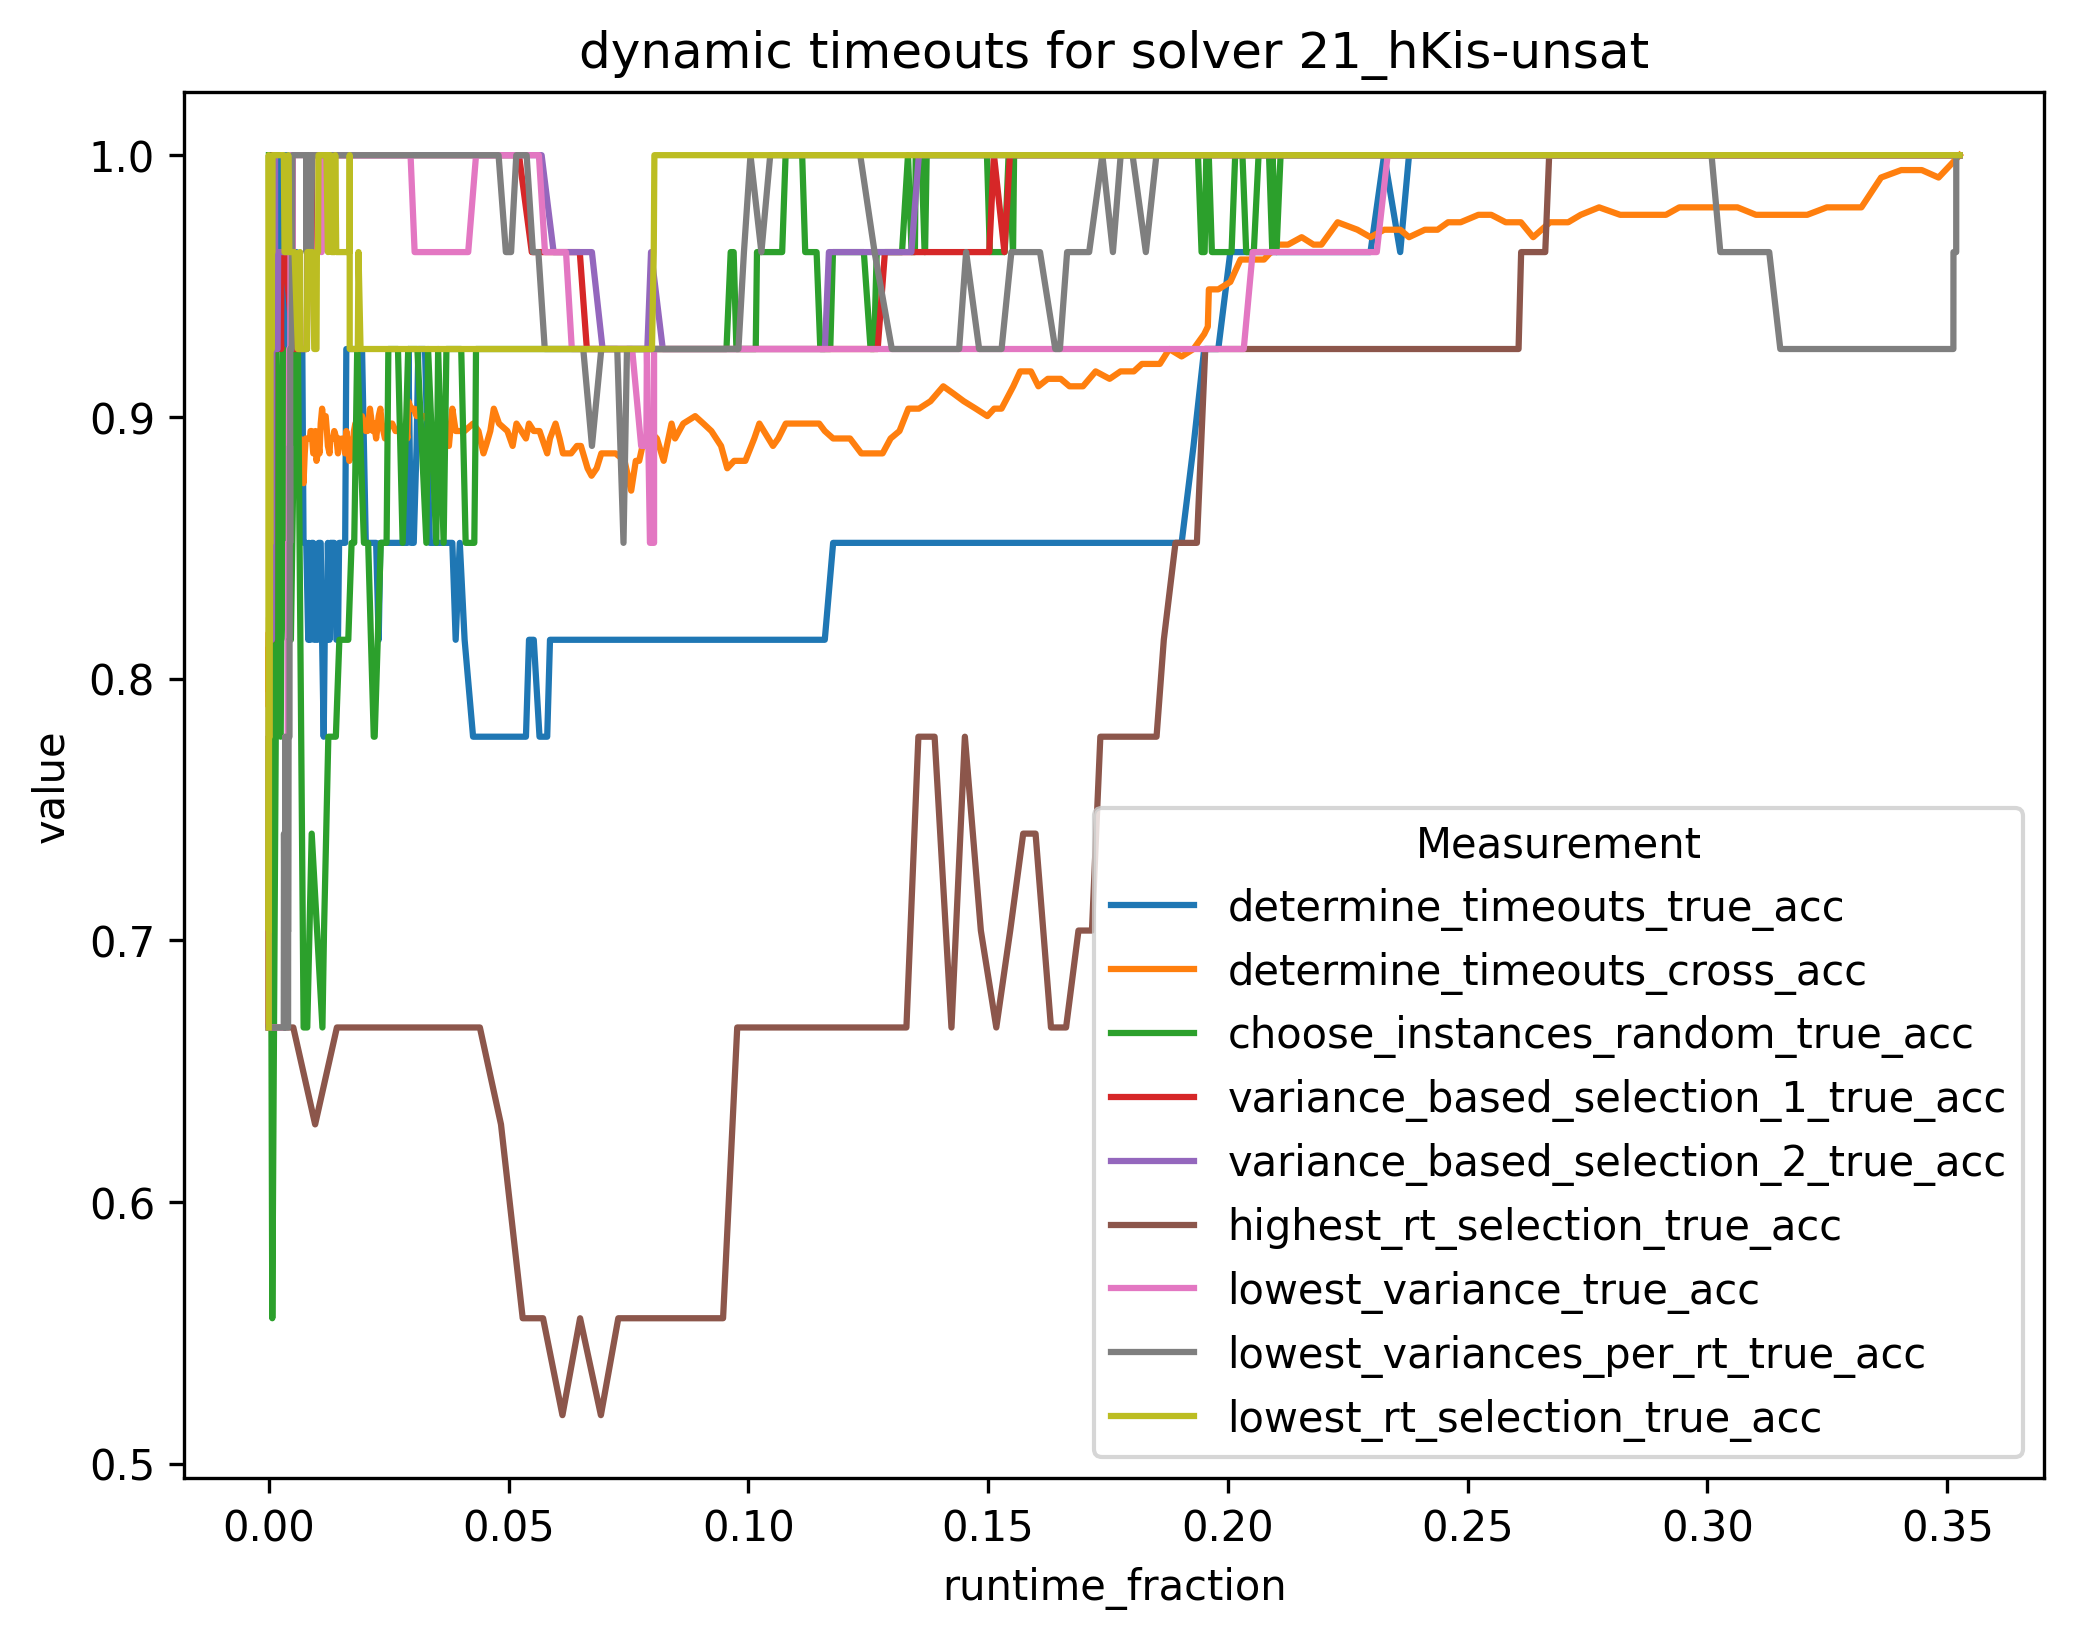 dynamic timeouts for solver 21_hKis-unsat
value
1.0
0.9
0.8
0.7
0.6
0.5
Measurement
determine_timeouts_true_acc
determine_timeouts_cross_acc
choose_instances_random_true_acc
variance_based_selection_1_true_acc
variance_based_selection_2_true_acc
highest_rt_selection_true_acc
lowest_variance_true_acc
lowest_variances_per_rt_true_acc
lowest_rt_selection_true_acc
0.00 0.05 0.10 0.15 0.20 0.25 0.30 0.35
runtime_fraction